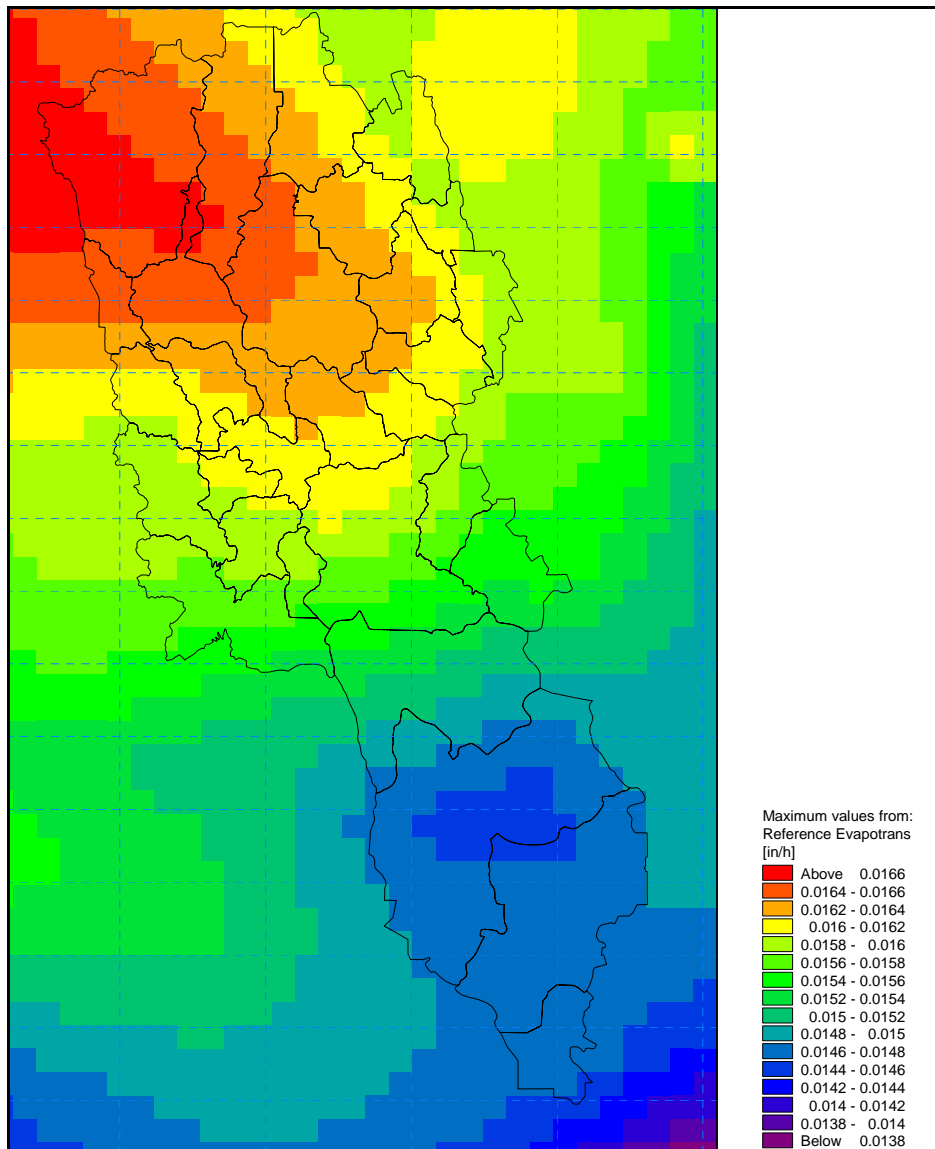 Maximum values from:
Reference Evapotrans
[in/h]
Above 0.0166
0.0164 - 0.0166
0.0162 - 0.0164
0.016 - 0.0162
0.0158 - 0.016
0.0156 - 0.0158
0.0154 - 0.0156
0.0152 - 0.0154
0.015 - 0.0152
0.0148 - 0.015
0.0146 - 0.0148
0.0144 - 0.0146
0.0142 - 0.0144
0.014 - 0.0142
0.0138 - 0.014
Below 0.0138